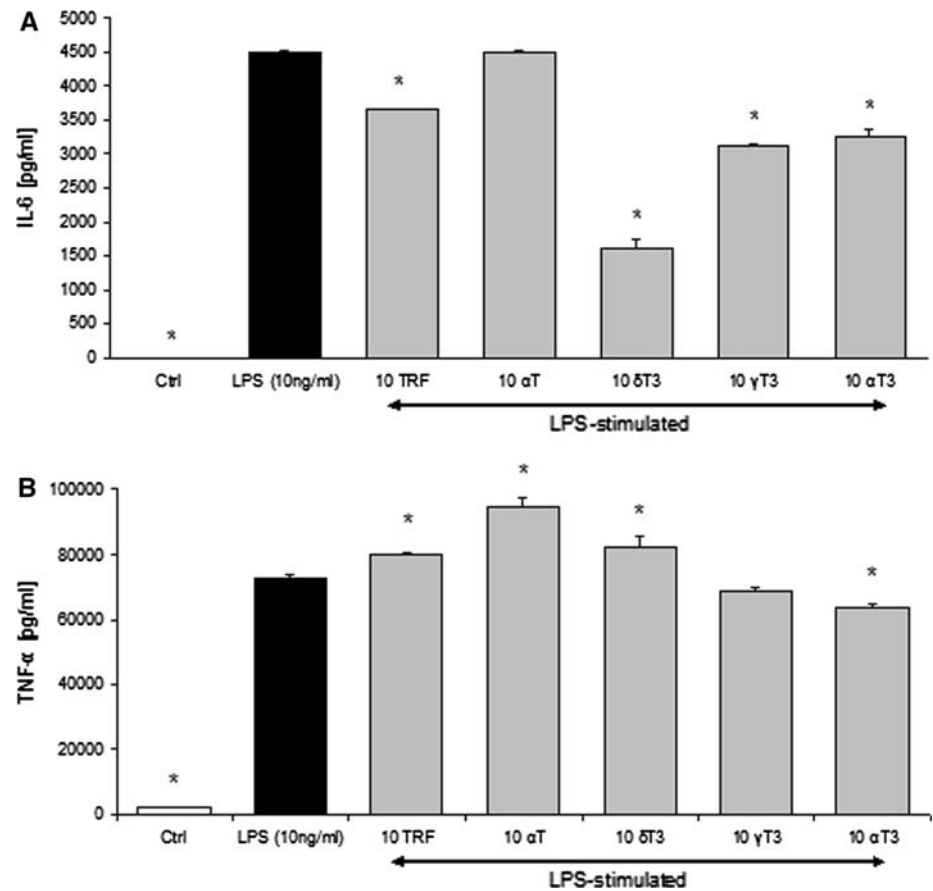 A
5000
4500
4000
3500
3000
2500
2000
1500
1000
500
0
IL-6 [pg/ml]
*
*
*
*
*
Ctrl
LPS (10ng/ml)
10 TRF
10 αT
10 δT3
10 γT3
10 αT3
LPS-stimulated
B
100000
80000
60000
40000
20000
0
TNF-α [pg/ml]
*
*
*
*
*
Ctrl
LPS (10ng/ml)
10 TRF
10 αT
10 δT3
10 γT3
10 αT3
LPS-stimulated